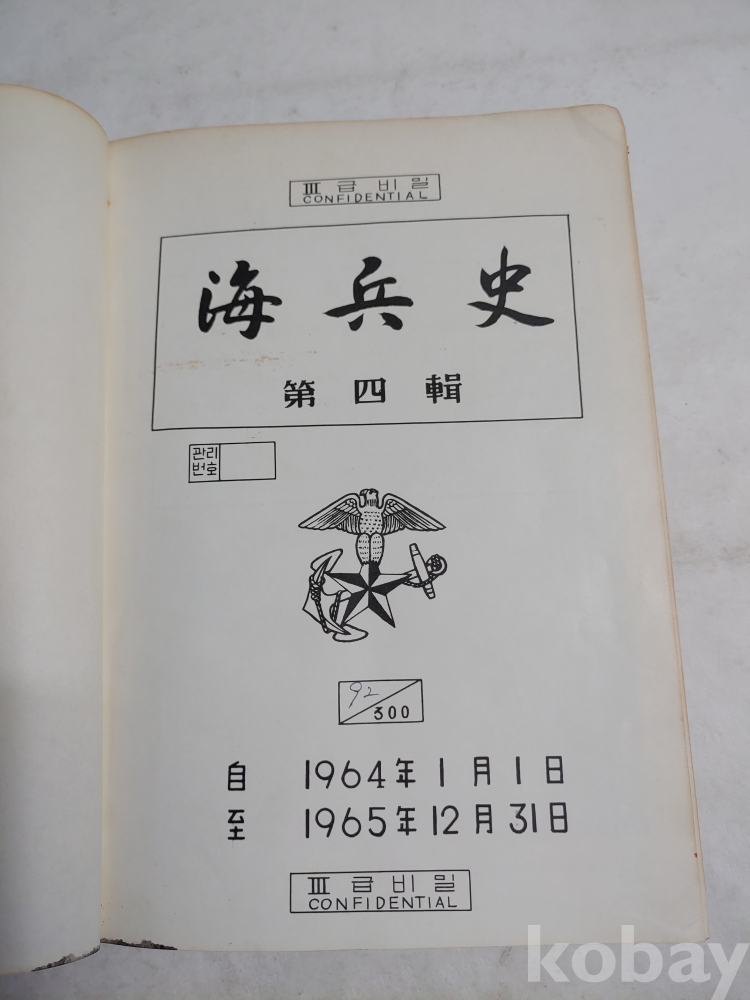 Ⅲ급비밀
CONFIDENTIAL
海兵史
第四輯
관리
번호
92/300
自 1964年 1月 1日
至 1965年 12月 31日
Ⅲ급비밀
CONFIDENTIAL
kobay